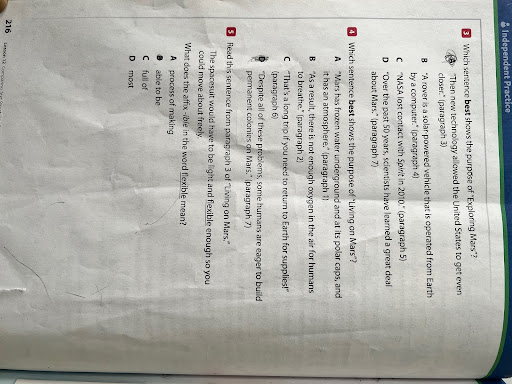 Independent Practice
3 Which sentence best shows the purpose of "Exploring Mars"?
A "Then new technology allowed the United States to get even
closer." (paragraph 3)
B "A rover is a solar-powered vehicle that is operated from Earth
by a computer." (paragraph 4)
C "NASA lost contact with Spirit in 2010." (paragraph 5)
D "Over the past 50 years, scientists have learned a great deal
about Mars." (paragraph 7)
4 Which sentence best shows the purpose of "Living on Mars"?
A "Mars has frozen water underground and at its polar caps, and
it has an atmosphere." (paragraph 1)
B "As a result, there is not enough oxygen in the air for humans
to breathe." (paragraph 2)
C "That's a long trip if you need to return to Earth for supplies!"
(paragraph 6)
D "Despite all of these problems, some humans are eager to build
permanent colonies on Mars." (paragraph 7)
5 Read this sentence from paragraph 3 of "Living on Mars."
The spacesuit would have to be light and flexible enough so you
could move about freely.
What does the affix -ible in the word flexible mean?
A process of making
B able to be
C full of
D most
216 Lesson 12 Comparing